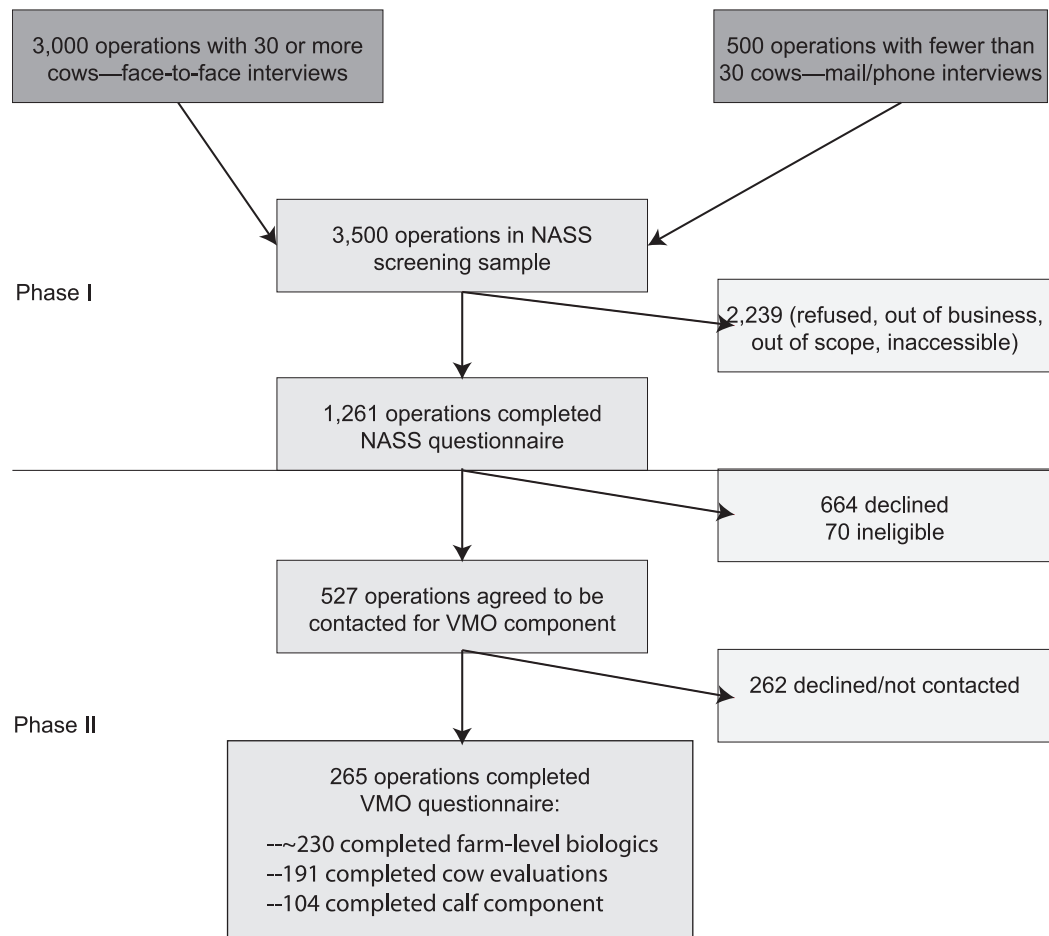 3,000 operations with 30 or more
cows—face-to-face interviews
500 operations with fewer than
30 cows—mail/phone interviews
3,500 operations in NASS
screening sample
Phase I
2,239 (refused, out of business,
out of scope, inaccessible)
1,261 operations completed
NASS questionnaire
664 declined
70 ineligible
527 operations agreed to be
contacted for VMO component
262 declined/not contacted
Phase II
265 operations completed
VMO questionnaire:
--~230 completed farm-level biologics
--191 completed cow evaluations
--104 completed calf component